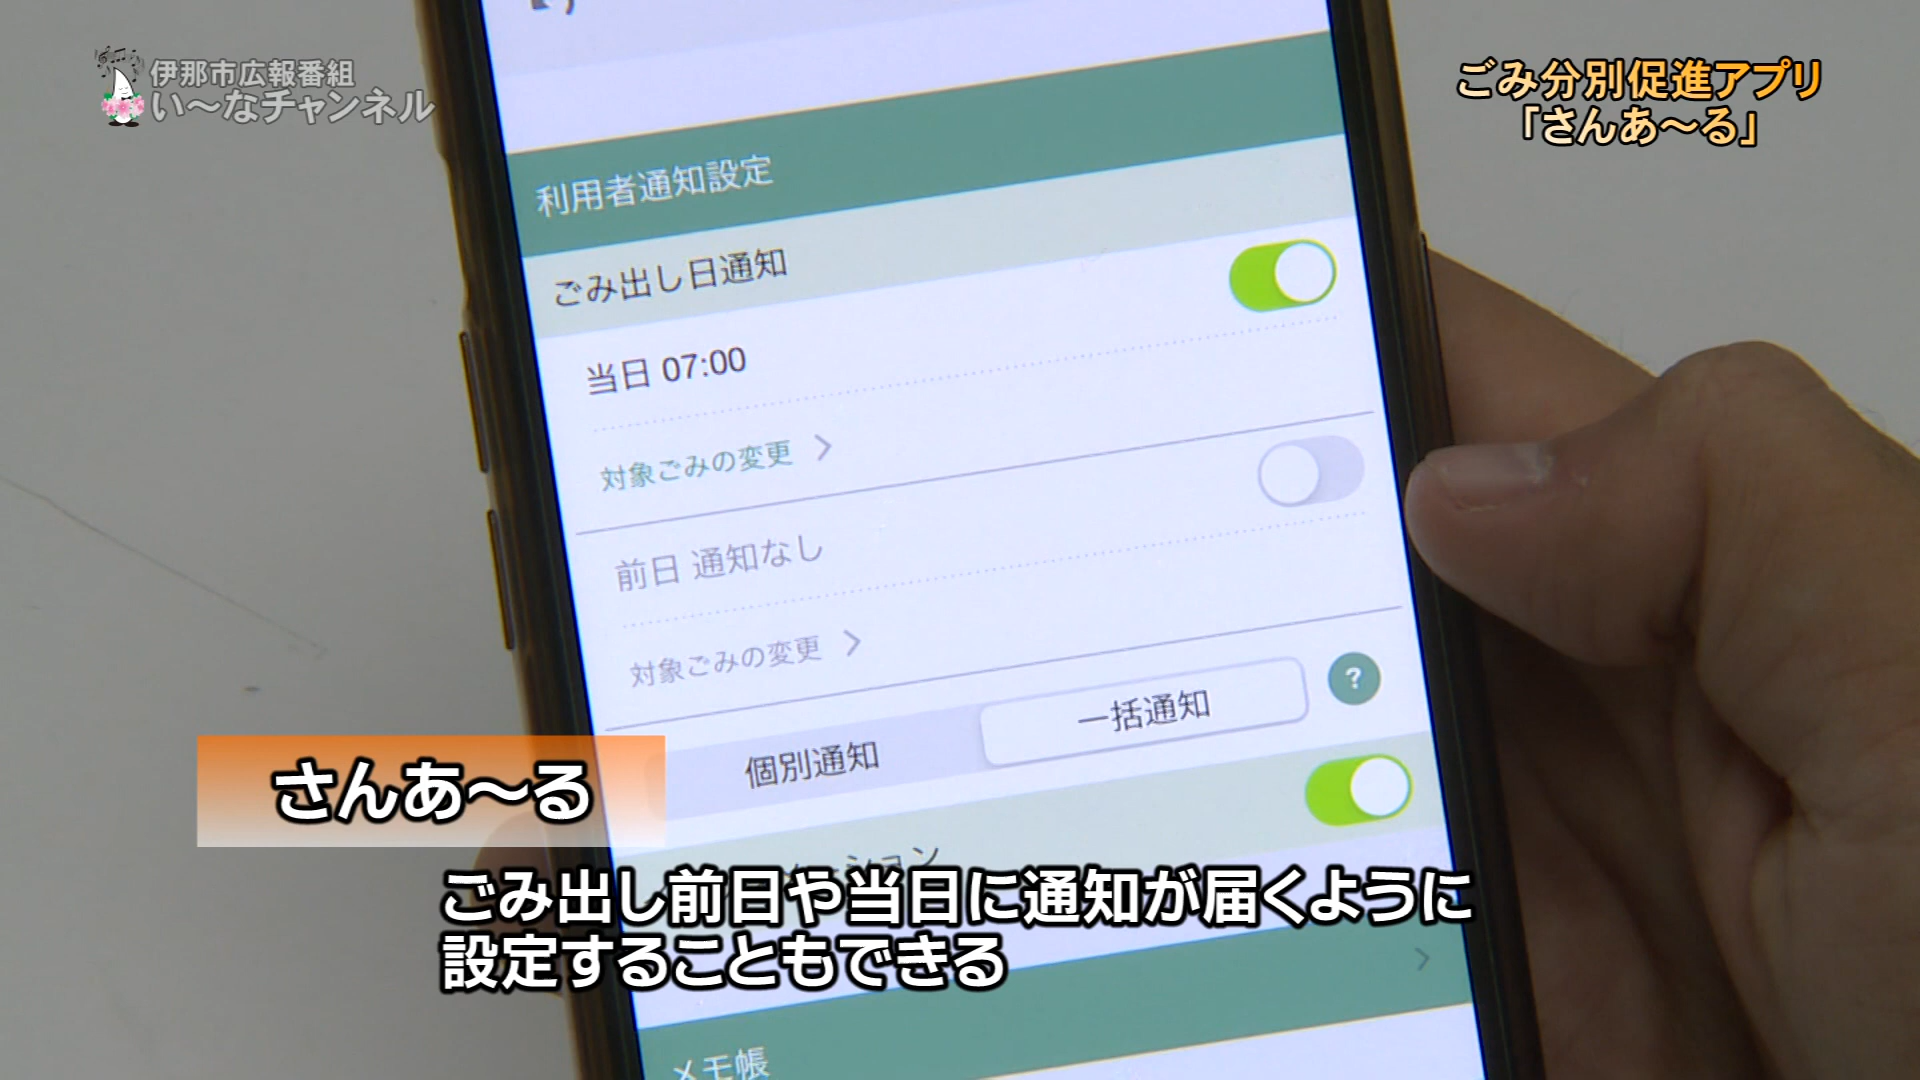 伊那市広報番組
い～なチャンネル
ごみ分別促進アプリ
「さんあ～る」
利用者通知設定
ごみ出し日通知
当日 07:00
対象ごみの変更
前日 通知なし
対象ごみの変更
個別通知
一括通知
?
さんあ～る
ごみ出し前日や当日に通知が届くように
設定することもできる
メモ帳